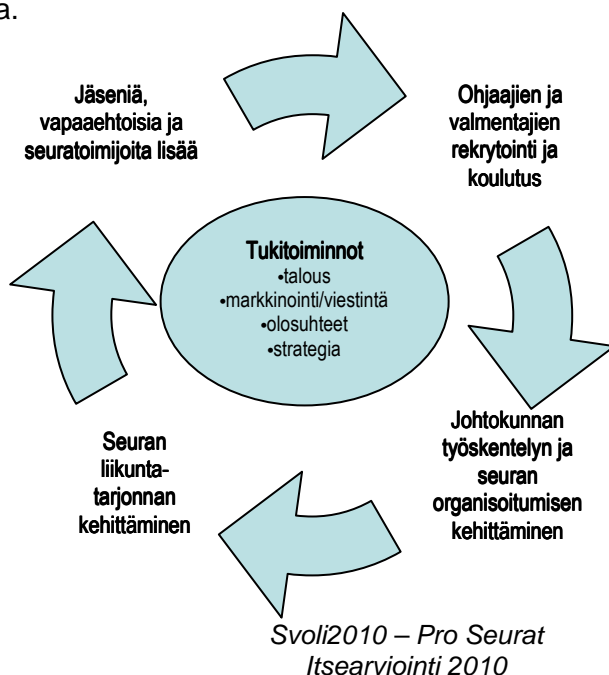 a.
Jäseniä,
vapaaehtoisia ja
seuratoimijoita lisää
Ohjaajien ja
valmentajien
rekrytointi ja
koulutus
Tukitoiminnot
•talous
•markkinointi/viestintä
•olosuhteet
•strategia
Johtokunnan
työskentelyn ja
seuran
organisoitumisen
kehittäminen
Seuran
liikunta-
tarjonnan
kehittäminen
Svoli2010 – Pro Seurat
Itsearviointi 2010